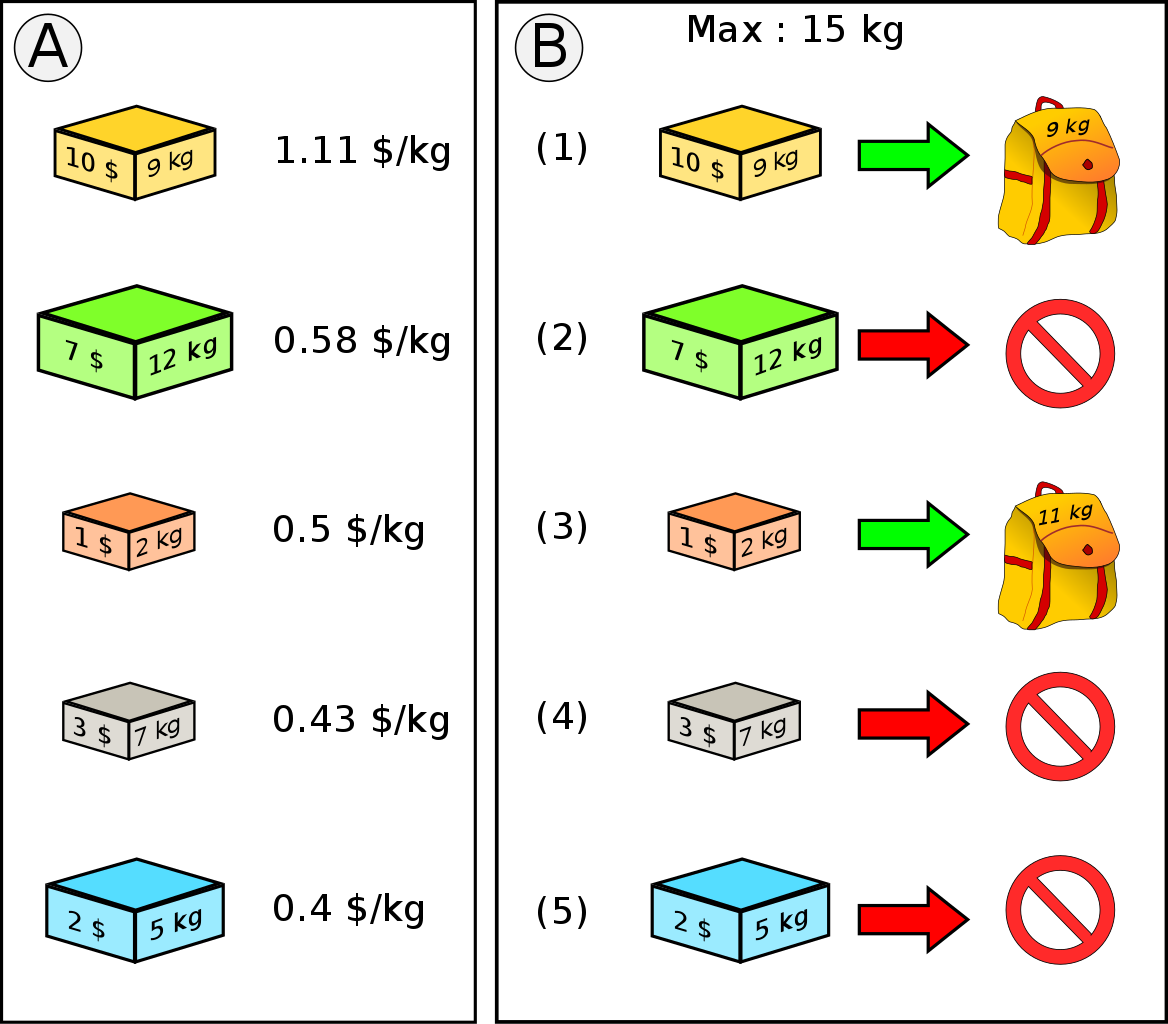 A
10 $ 9 kg 1.11 $/kg
7 $ 12 kg 0.58 $/kg
1 $ 2 kg 0.5 $/kg
3 $ 7 kg 0.43 $/kg
2 $ 5 kg 0.4 $/kg
B
Max : 15 kg
(1) 10 $ 9 kg 9 kg
(2) 7 $ 12 kg
(3) 1 $ 2 kg 11 kg
(4) 3 $ 7 kg
(5) 2 $ 5 kg